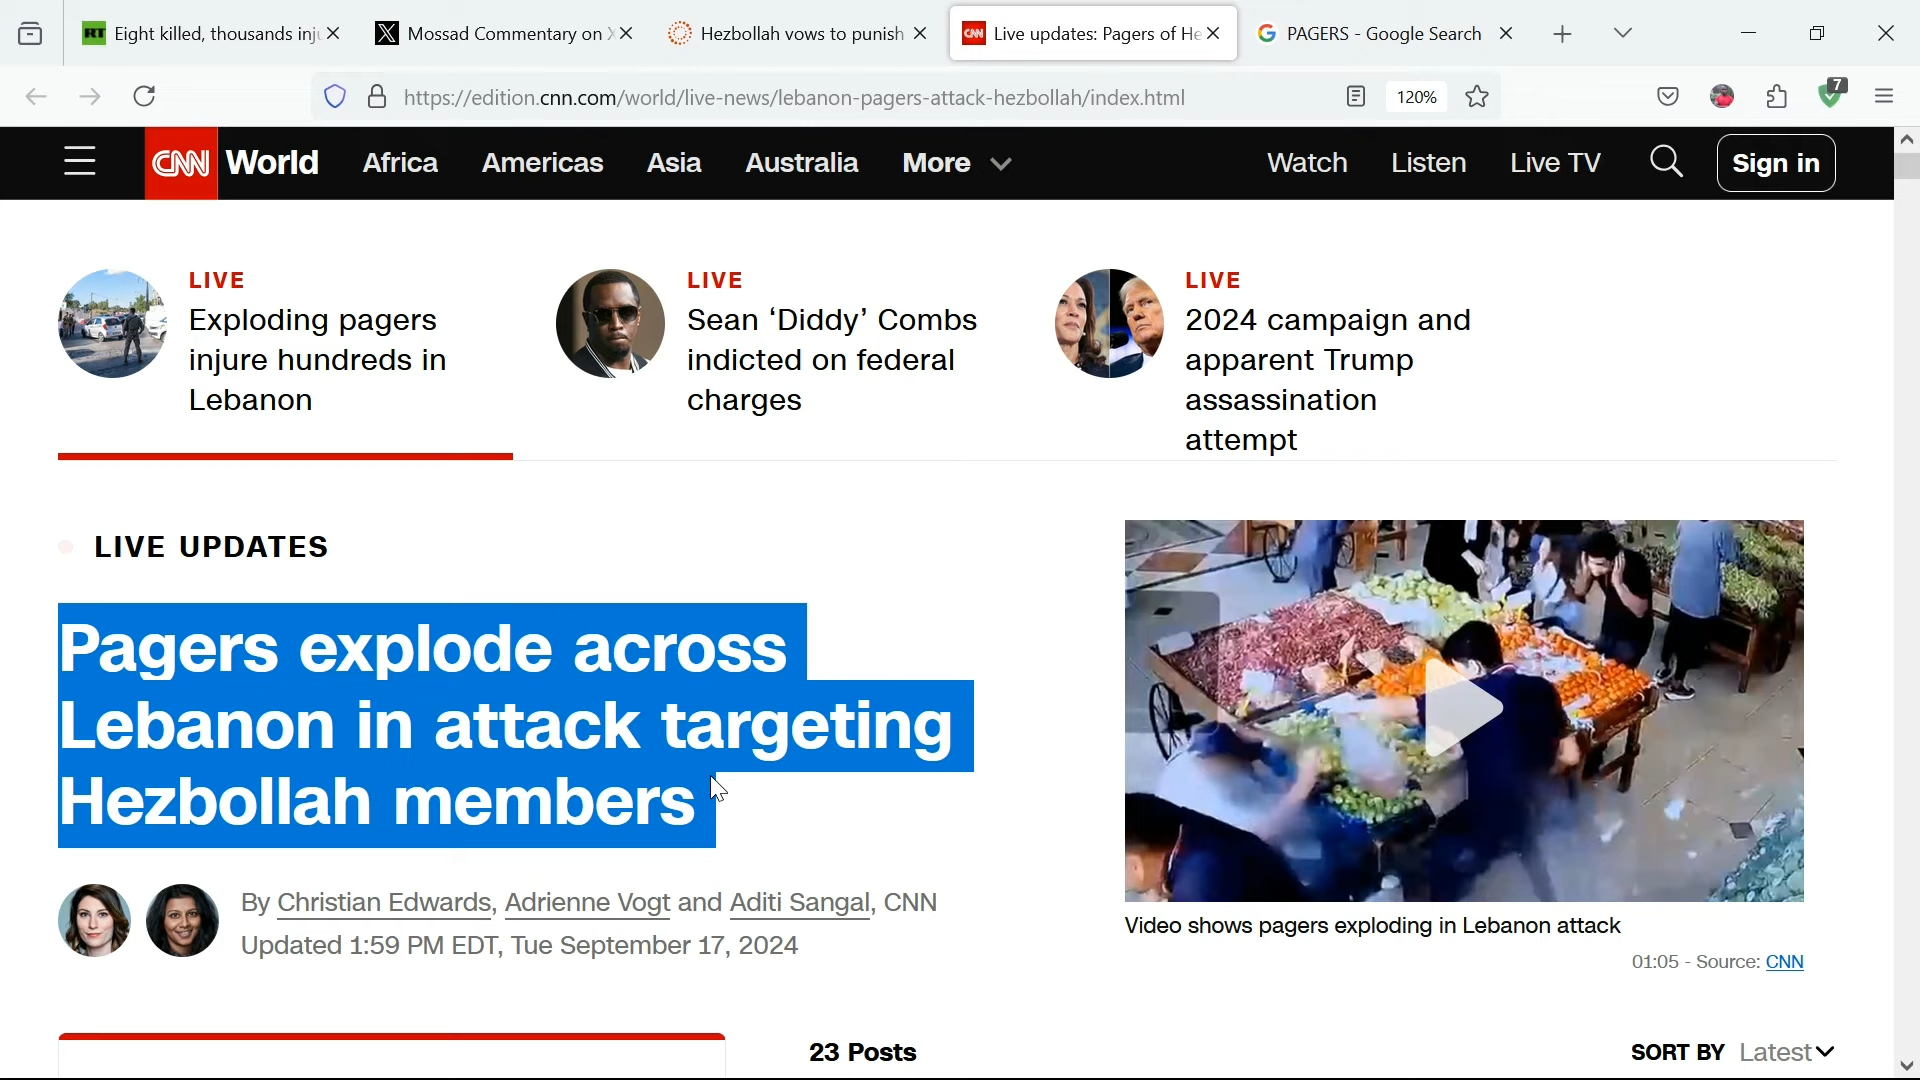 Eight killed, thousands inju
Mossad Commentary on X
Hezbollah vows to punish
Live updates: Pagers of He
PAGERS - Google Search
https://edition.cnn.com/world/live-news/lebanon-pagers-attack-hezbollah/index.html
120%
7
CNN World Africa Americas Asia Australia More Watch Listen Live TV Sign in
LIVE
Exploding pagers
injure hundreds in
Lebanon
LIVE
Sean ‘Diddy’ Combs
indicted on federal
charges
LIVE
2024 campaign and
apparent Trump
assassination
attempt
LIVE UPDATES
Pagers explode across
Lebanon in attack targeting
Hezbollah members
By Christian Edwards, Adrienne Vogt and Aditi Sangal, CNN
Updated 1:59 PM EDT, Tue September 17, 2024
Video shows pagers exploding in Lebanon attack
01:05 - Source: CNN
23 Posts
SORT BY Latest